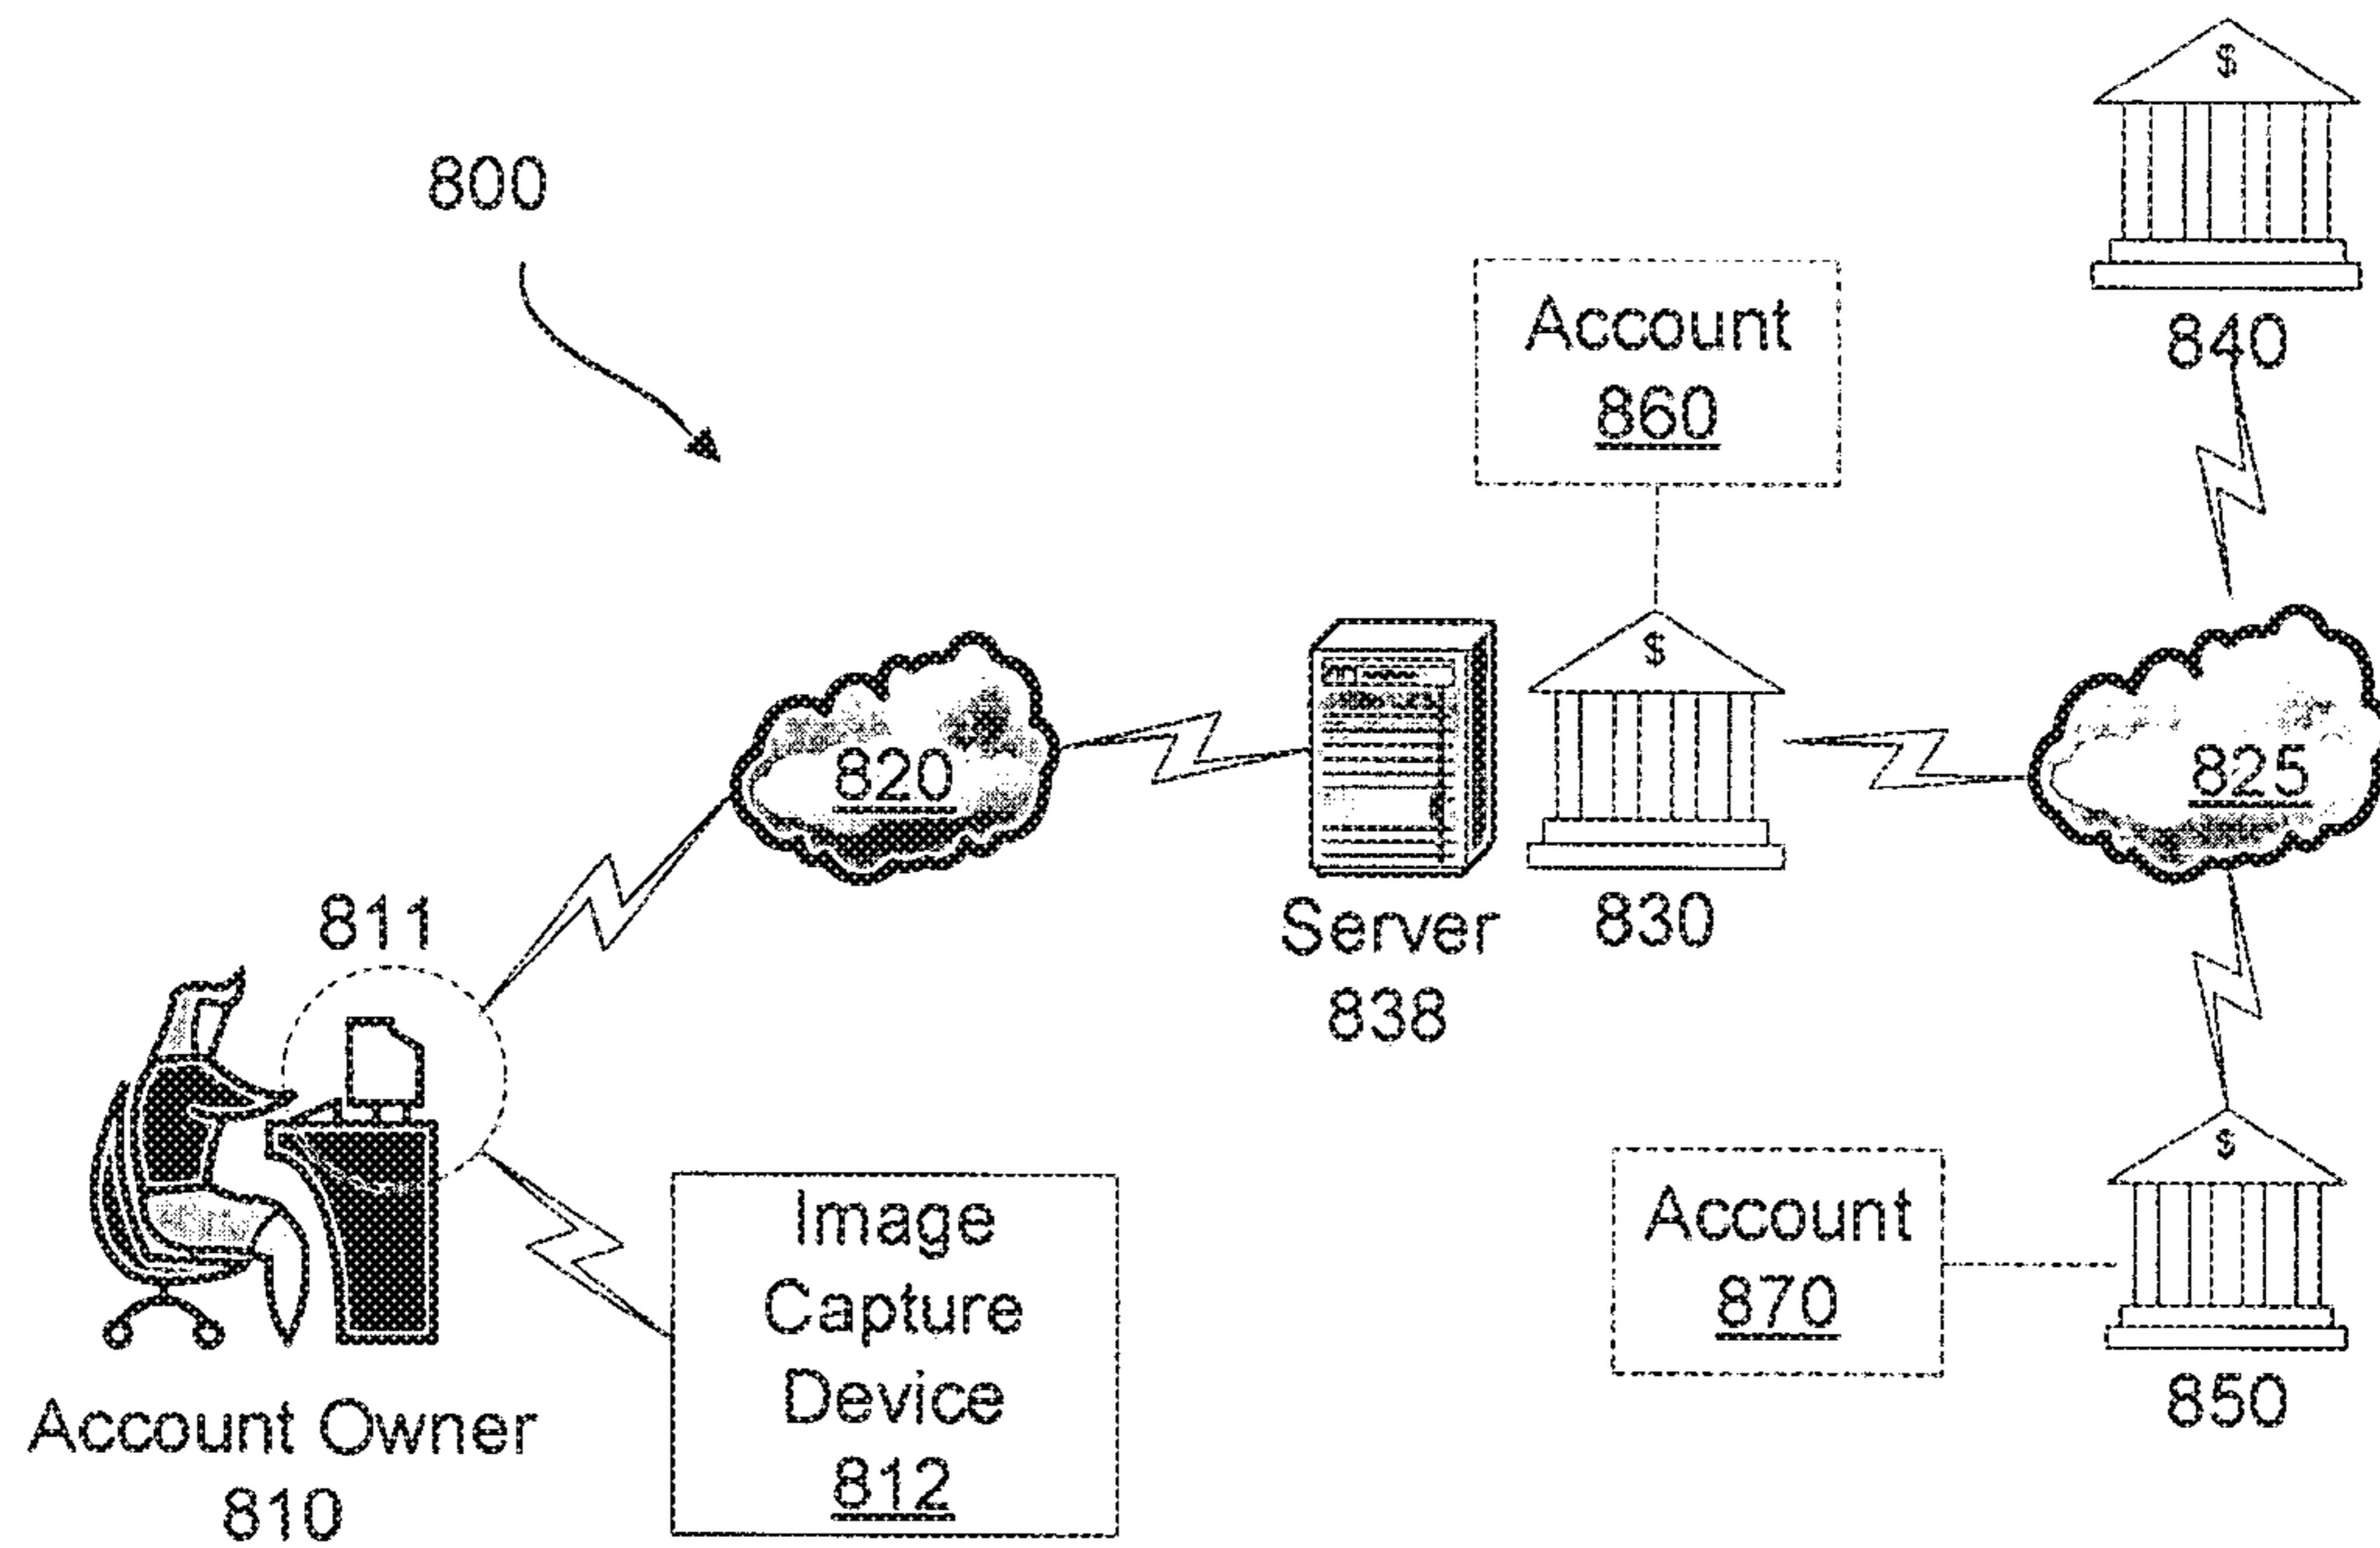 $
800
840
Account
860
$
820
825
811
Server
838
830
$
Account
870
850
Image
Capture
Device
812
Account Owner
810